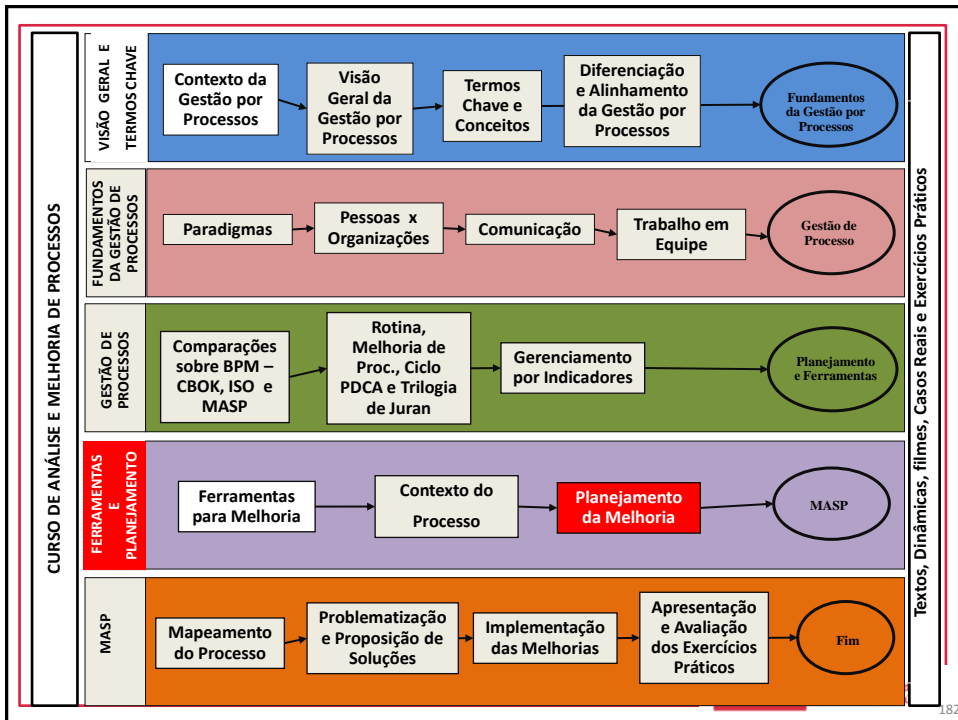 CURSO DE ANÁLISE E MELHORIA DE PROCESSOS
VISÃO GERAL E
TERMOS CHAVE
Contexto da
Gestão por
Processos
Visão
Geral da
Gestão por
Processos
Termos
Chave e
Conceitos
Diferenciação
e Alinhamento
da Gestão por
Processos
Fundamentos
da Gestão por
Processos
FUNDAMENTOS
DA GESTÃO DE
PROCESSOS
Paradigmas
Pessoas x
Organizações
Comunicação
Trabalho em
Equipe
Gestão de
Processo
GESTÃO DE
PROCESSOS
Comparações
sobre BPM –
CBOK, ISO e
MASP
Rotina,
Melhoria de
Proc., Ciclo
PDCA e Trilogia
de Juran
Gerenciamento
por Indicadores
Planejamento
e Ferramentas
FERRAMENTAS
E
PLANEJAMENTO
Ferramentas
para Melhoria
Contexto do
Processo
Planejamento
da Melhoria
MASP
MASP
Mapeamento
do Processo
Problematização
e Proposição de
Soluções
Implementação
das Melhorias
Apresentação
e Avaliação
dos Exercícios
Práticos
Fim
Textos, Dinâmicas, filmes, Casos Reais e Exercícios Práticos
182